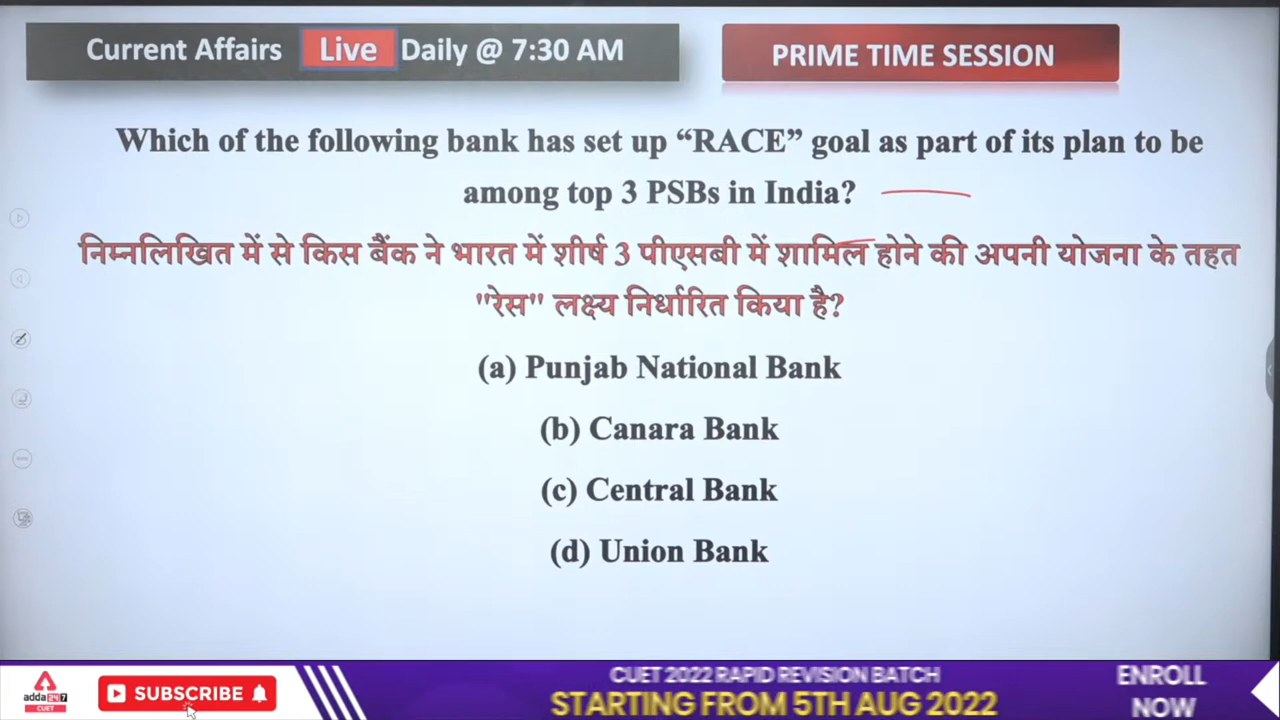 Current Affairs Live Daily @ 7:30 AM
PRIME TIME SESSION
Which of the following bank has set up “RACE” goal as part of its plan to be
among top 3 PSBs in India?
निम्नलिखित में से किस बैंक ने भारत में शीर्ष 3 पीएसबी में शामिल होने की अपनी योजना के तहत
"रेस" लक्ष्य निर्धारित किया है?
(a) Punjab National Bank
(b) Canara Bank
(c) Central Bank
(d) Union Bank
adda247
CUET
SUBSCRIBE
CUET 2022 RAPID REVISION BATCH
STARTING FROM 5TH AUG 2022
ENROLL
NOW